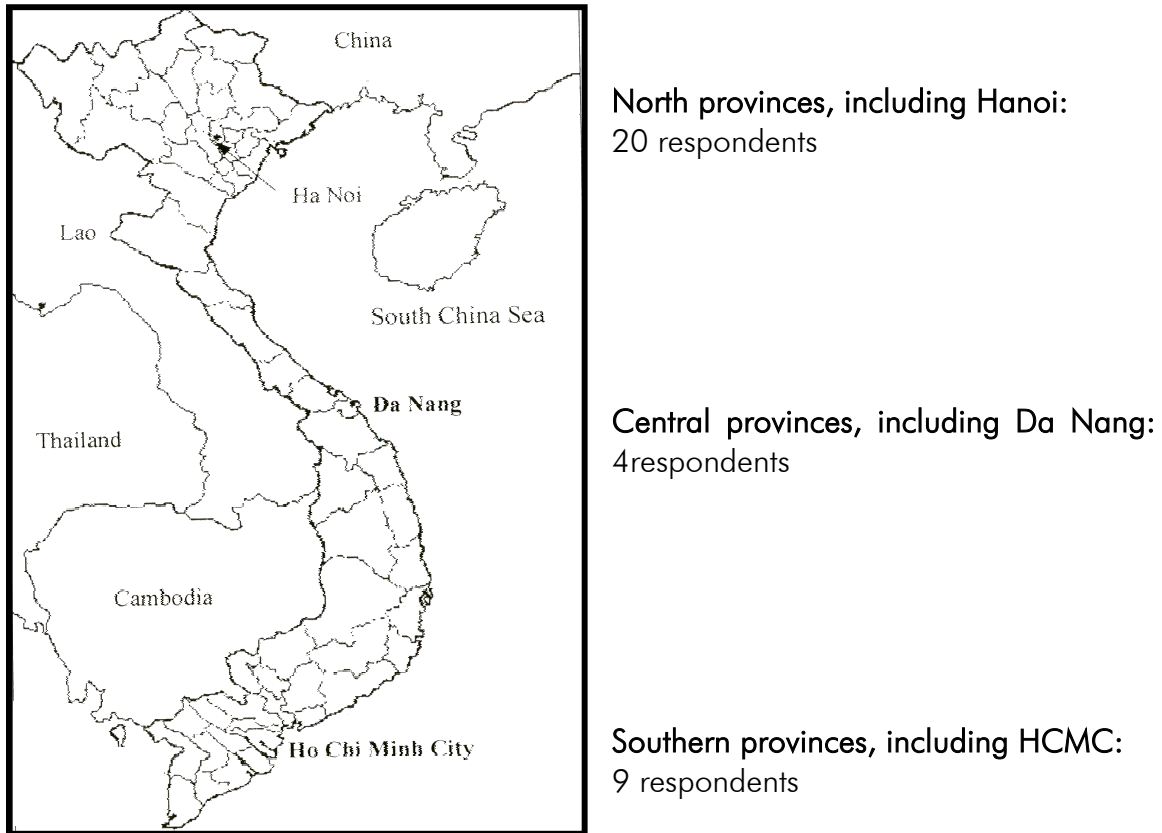 China
Ha Noi
Lao
South China Sea
Da Nang
Thailand
Cambodia
Ho Chi Minh City
North provinces, including Hanoi:
20 respondents
Central provinces, including Da Nang:
4respondents
Southern provinces, including HCMC:
9 respondents